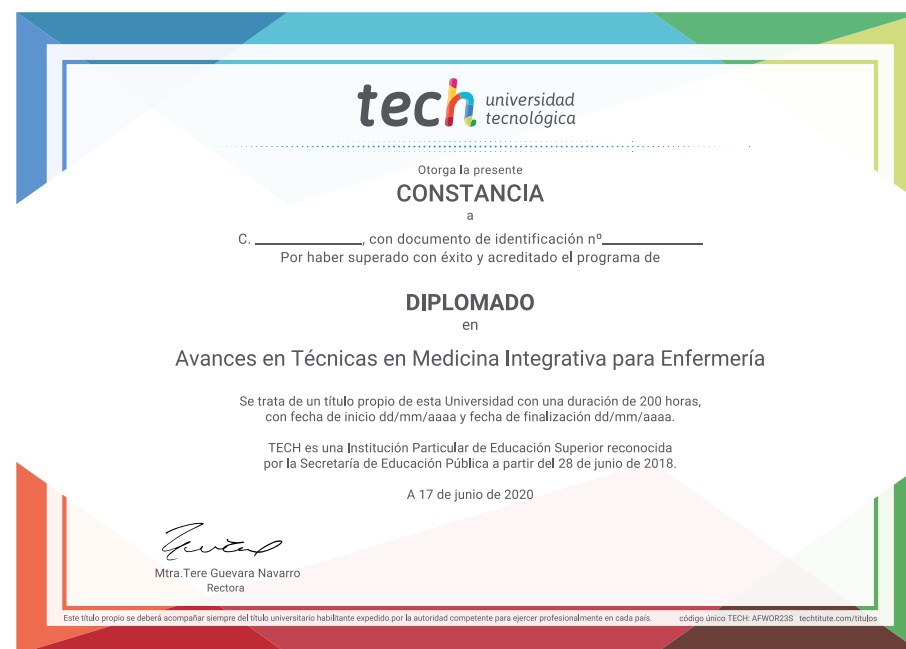 tech universidad
tecnológica
Otorga la presente
CONSTANCIA
a
C. ______________, con documento de identificación nº_____________
Por haber superado con éxito y acreditado el programa de
DIPLOMADO
en
Avances en Técnicas en Medicina Integrativa para Enfermería
Se trata de un título propio de esta Universidad con una duración de 200 horas,
con fecha de inicio dd/mm/aaaa y fecha de finalización dd/mm/aaaa.
TECH es una Institución Particular de Educación Superior reconocida
por la Secretaría de Educación Pública a partir del 28 de junio de 2018.
A 17 de junio de 2020
Mtra.Tere Guevara Navarro
Rectora
Este título propio se deberá acompañar siempre del título universitario habilitante expedido por la autoridad competente para ejercer profesionalmente en cada país. código único TECH: AFWOR23S techtitute.com/titulos